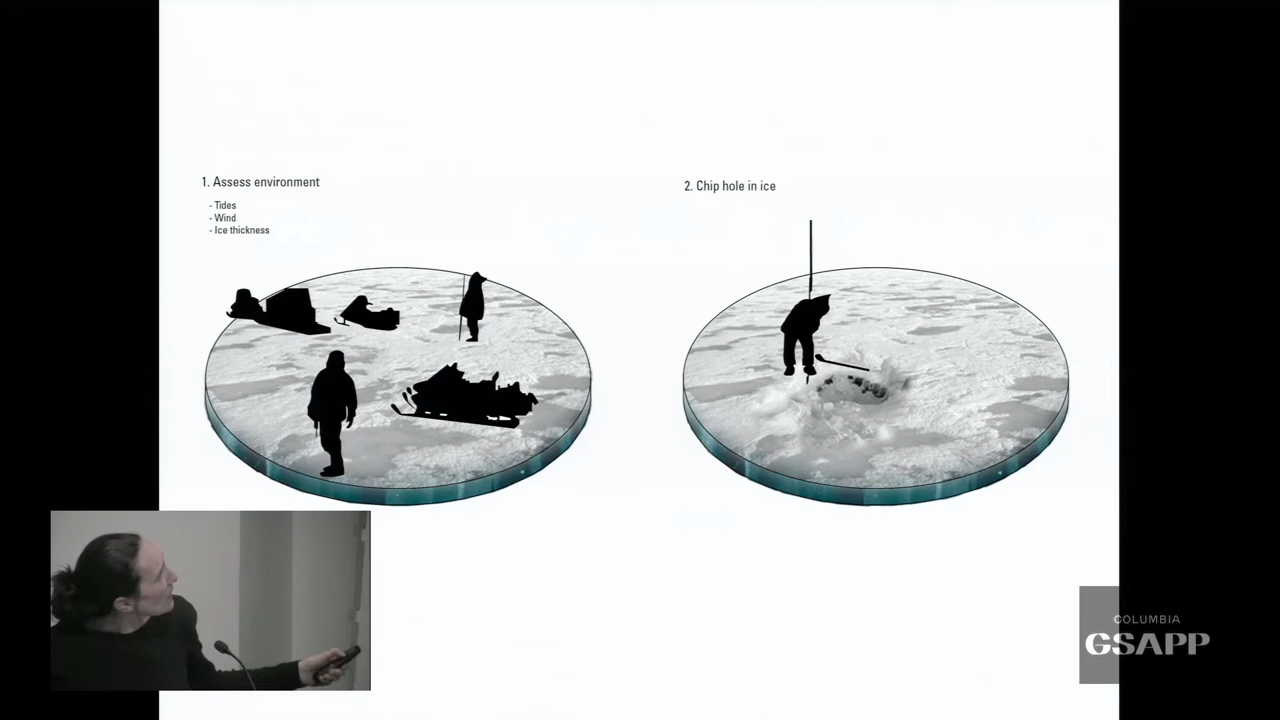 1. Assess environment
- Tides
- Wind
- Ice thickness
2. Chip hole in ice
COLUMBIA
GSAPP